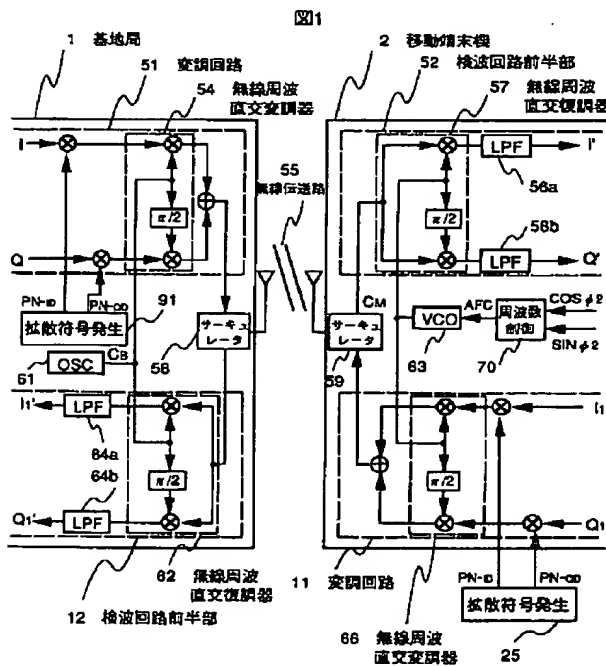 図1
1 基地局
51 変調回路
54 無線周波
直交変調器
2 移動端末機
52 検波回路前半部
57 無線周波
直交復調器
I
Q
π/2
55
無線伝送路
LPF
I'
56a
π/2
56b
LPF
Q'
PN-ID
PN-QD
拡散符号発生
91
CB
OSC
61
58
サーキュ
レータ
CM
サーキュ
レータ
59
VCO
63
AFC
周波数
制御
70
COSφ2
SINφ2
I1'
LPF
64a
64b
Q1'
LPF
π/2
62 無線周波
直交復調器
12 検波回路前半部
I1
π/2
Q1
11 変調回路
PN-ID
PN-QD
拡散符号発生
25
66 無線周波
直交変調器